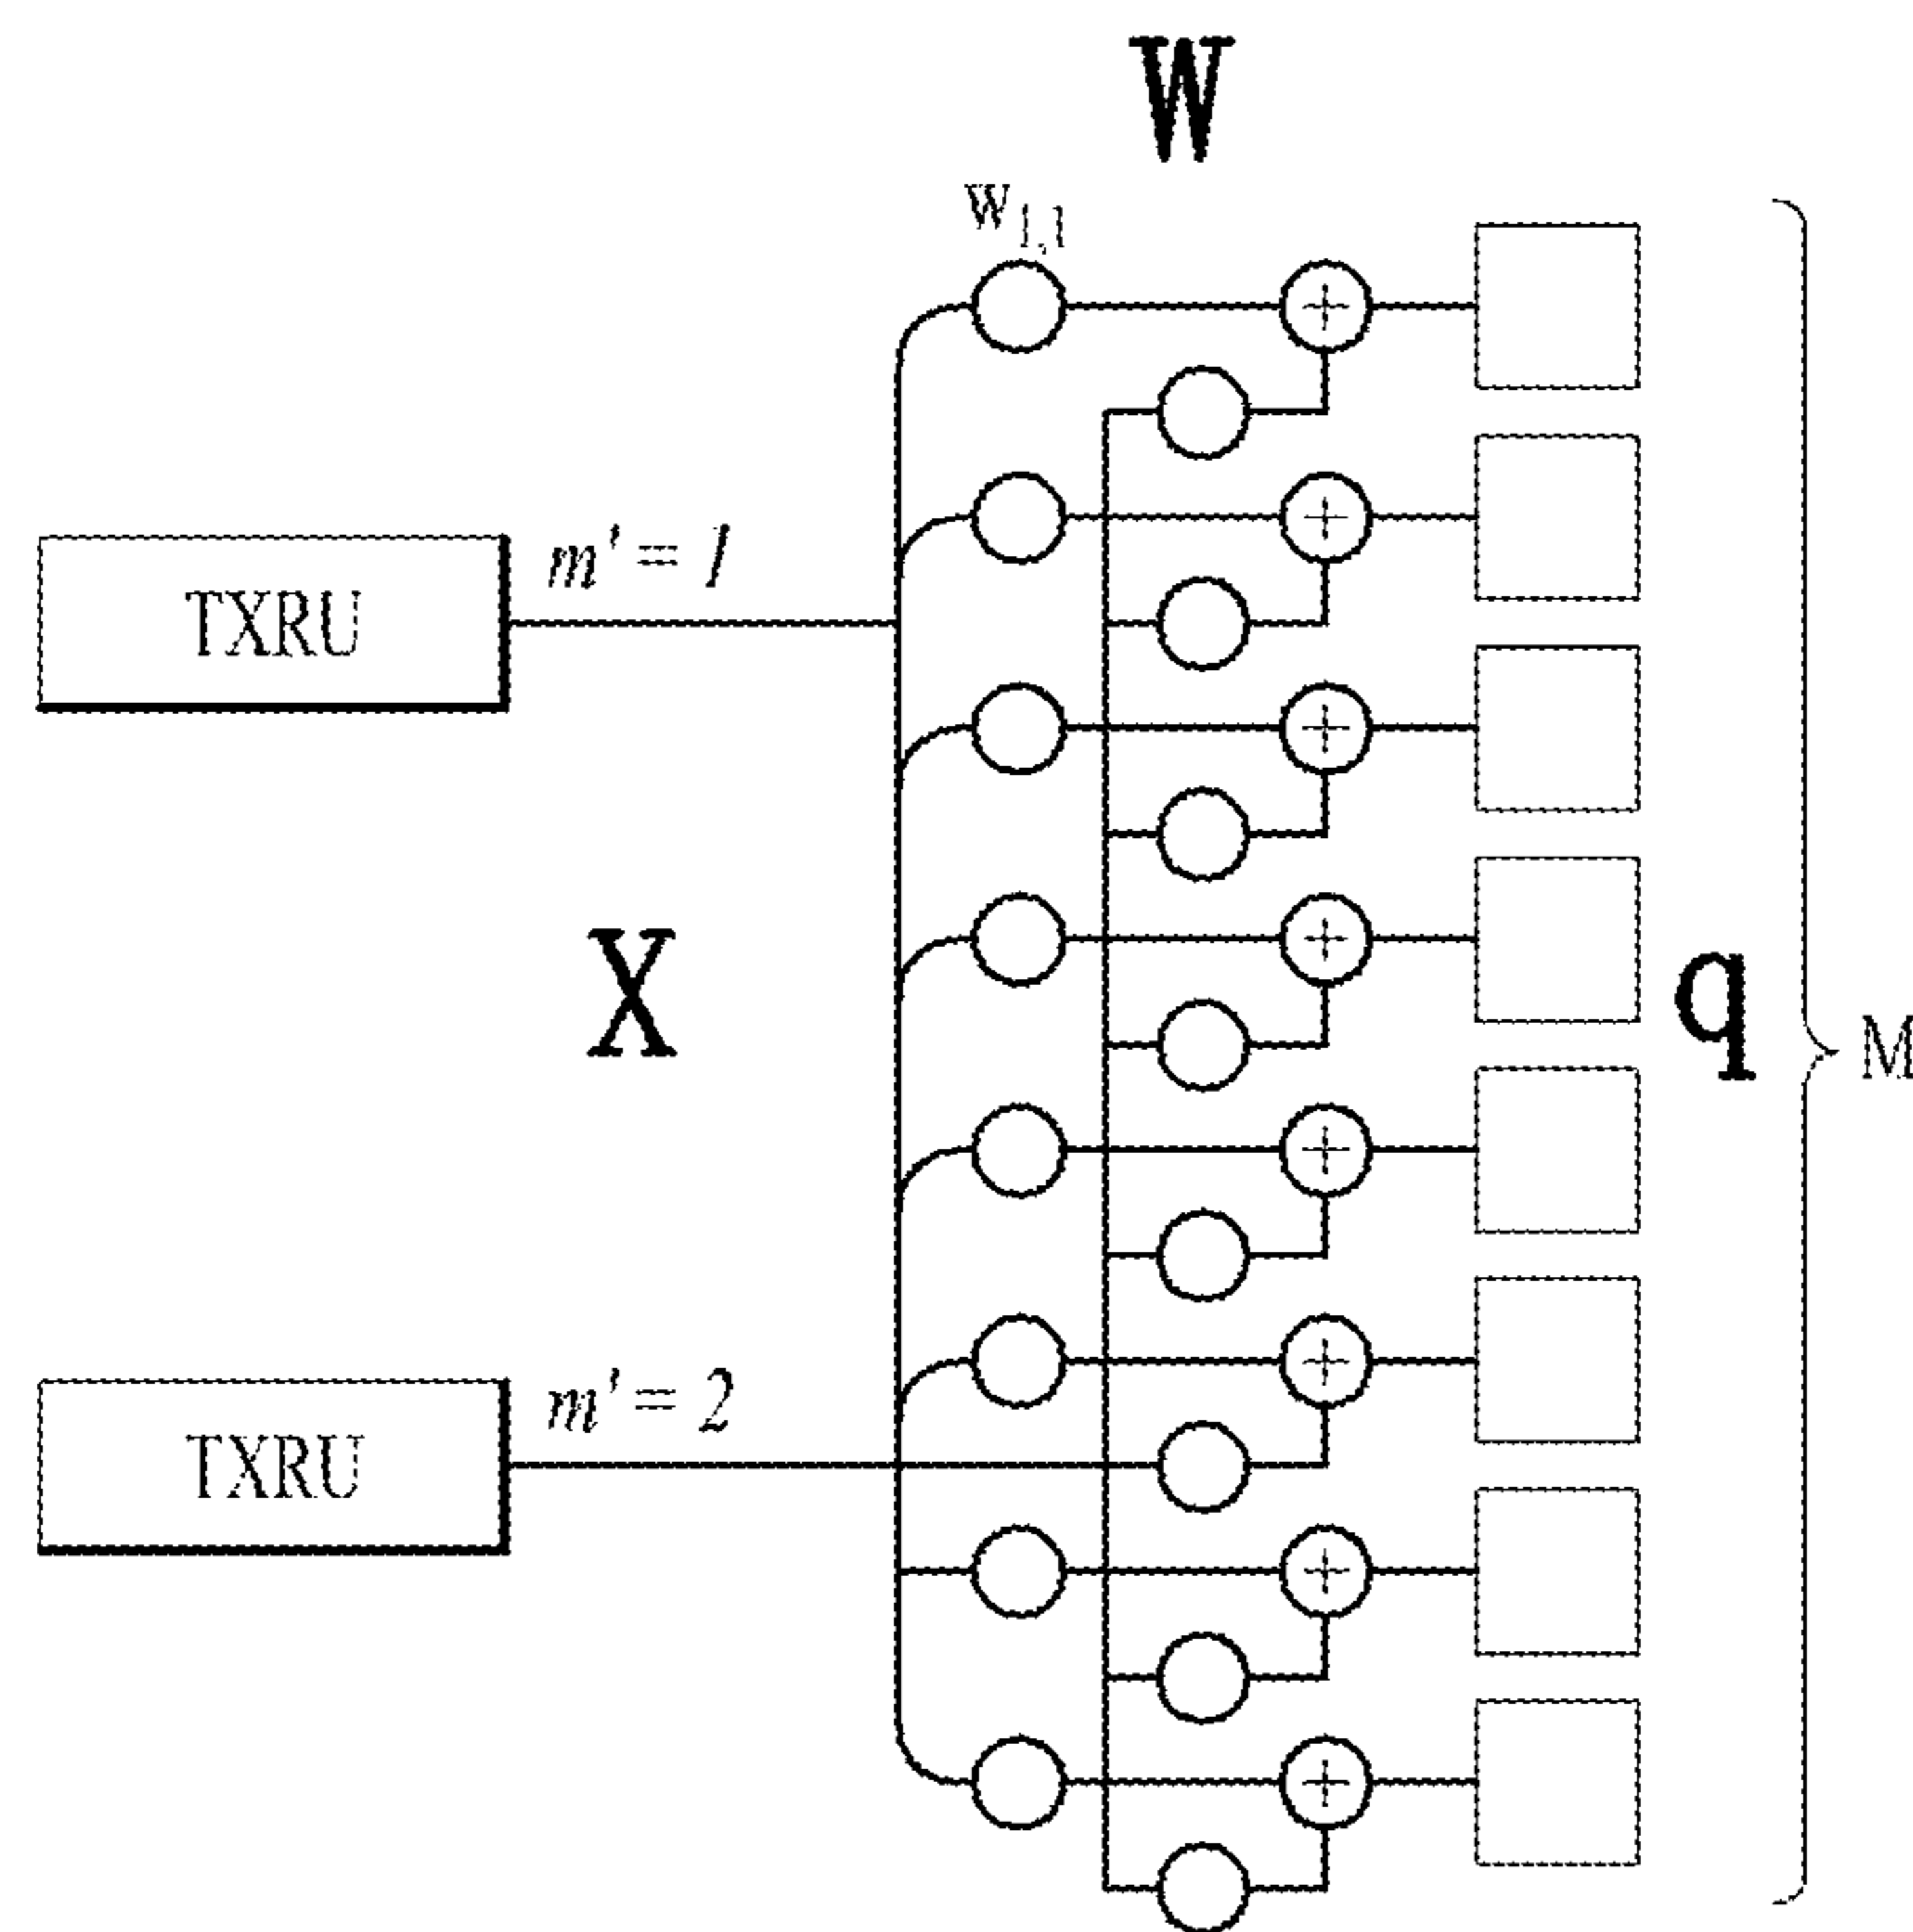 W
w1,1
m' = 1
TXRU
X
q
M
m' = 2
TXRU